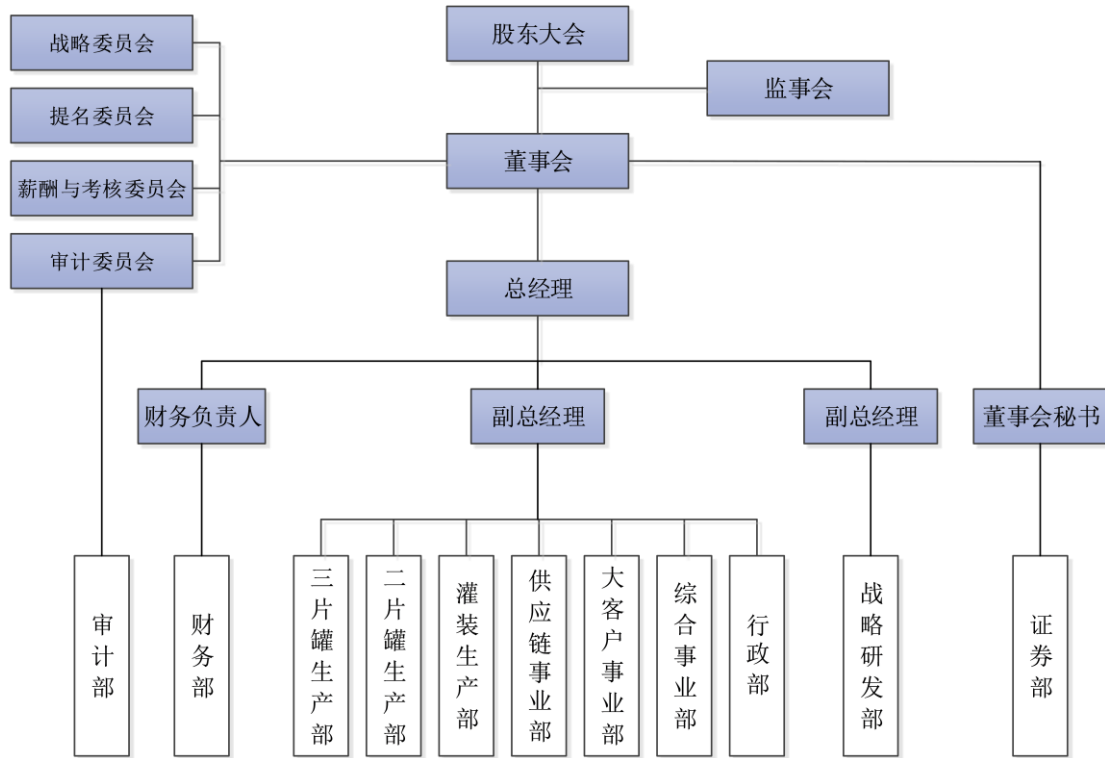 股东大会
战略委员会
监事会
提名委员会
董事会
薪酬与考核委员会
审计委员会
总经理
财务负责人
副总经理
副总经理
董事会秘书
审计部
财务部
三片罐生产部
二片罐生产部
灌装生产部
供应链事业部
大客户事业部
综合事业部
行政部
战略研发部
证券部